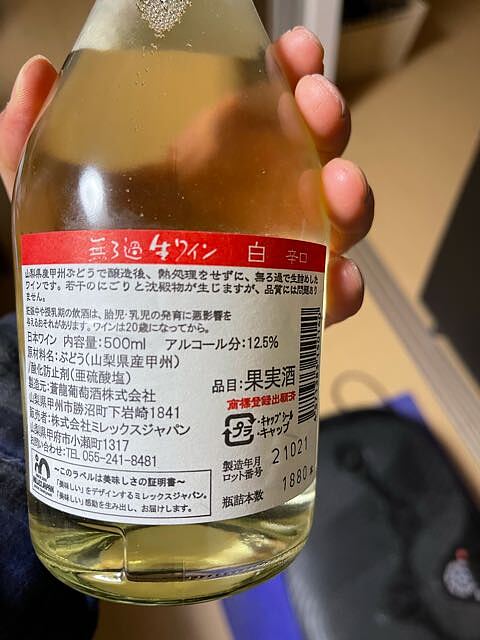 無ろ過 生ワイン 白 辛口
山梨県産甲州ぶどうで醸造後、熱処理をせずに、無ろ過で生詰めした
ワインです。若干のにごりと沈殿物が生じますが、品質には問題あり
ません。
妊娠中や授乳期の飲酒は、胎児・乳児の発育に悪影響を
与えるおそれがあります。ワインは20歳になってから。
日本ワイン 内容量:500ml アルコール分:12.5%
原材料名:ぶどう(山梨県産甲州)
/酸化防止剤(亜硫酸塩)
品目:果実酒
製造元:蒼龍葡萄酒株式会社
山梨県甲州市勝沼町下岩崎1841
商標登録出願済
販売者:株式会社ミレックスジャパン
山梨県甲府市小瀬町1317
お問い合わせ:TEL.055-241-8481
プラ
・キャップシール
キャップ
製造年月
ロット番号
21021
瓶詰本数
1880本
〜このラベルは美味しさの証明書〜
「美味しい」をデザインするミレックスジャパン。
「美味しい」感動を生み出し、お届けします。